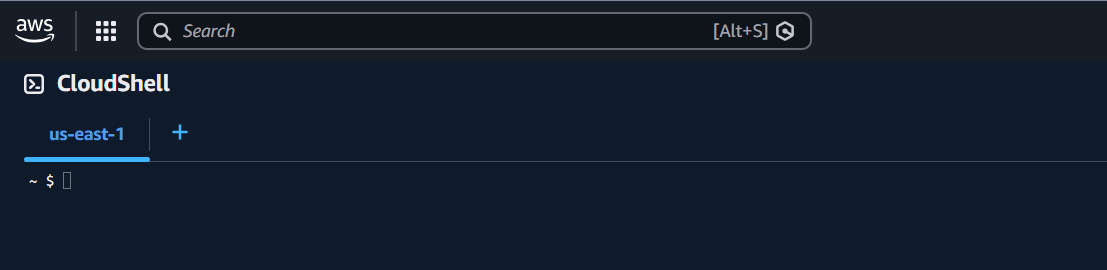 aws
Search [Alt+S]
CloudShell
us-east-1 +
~ $